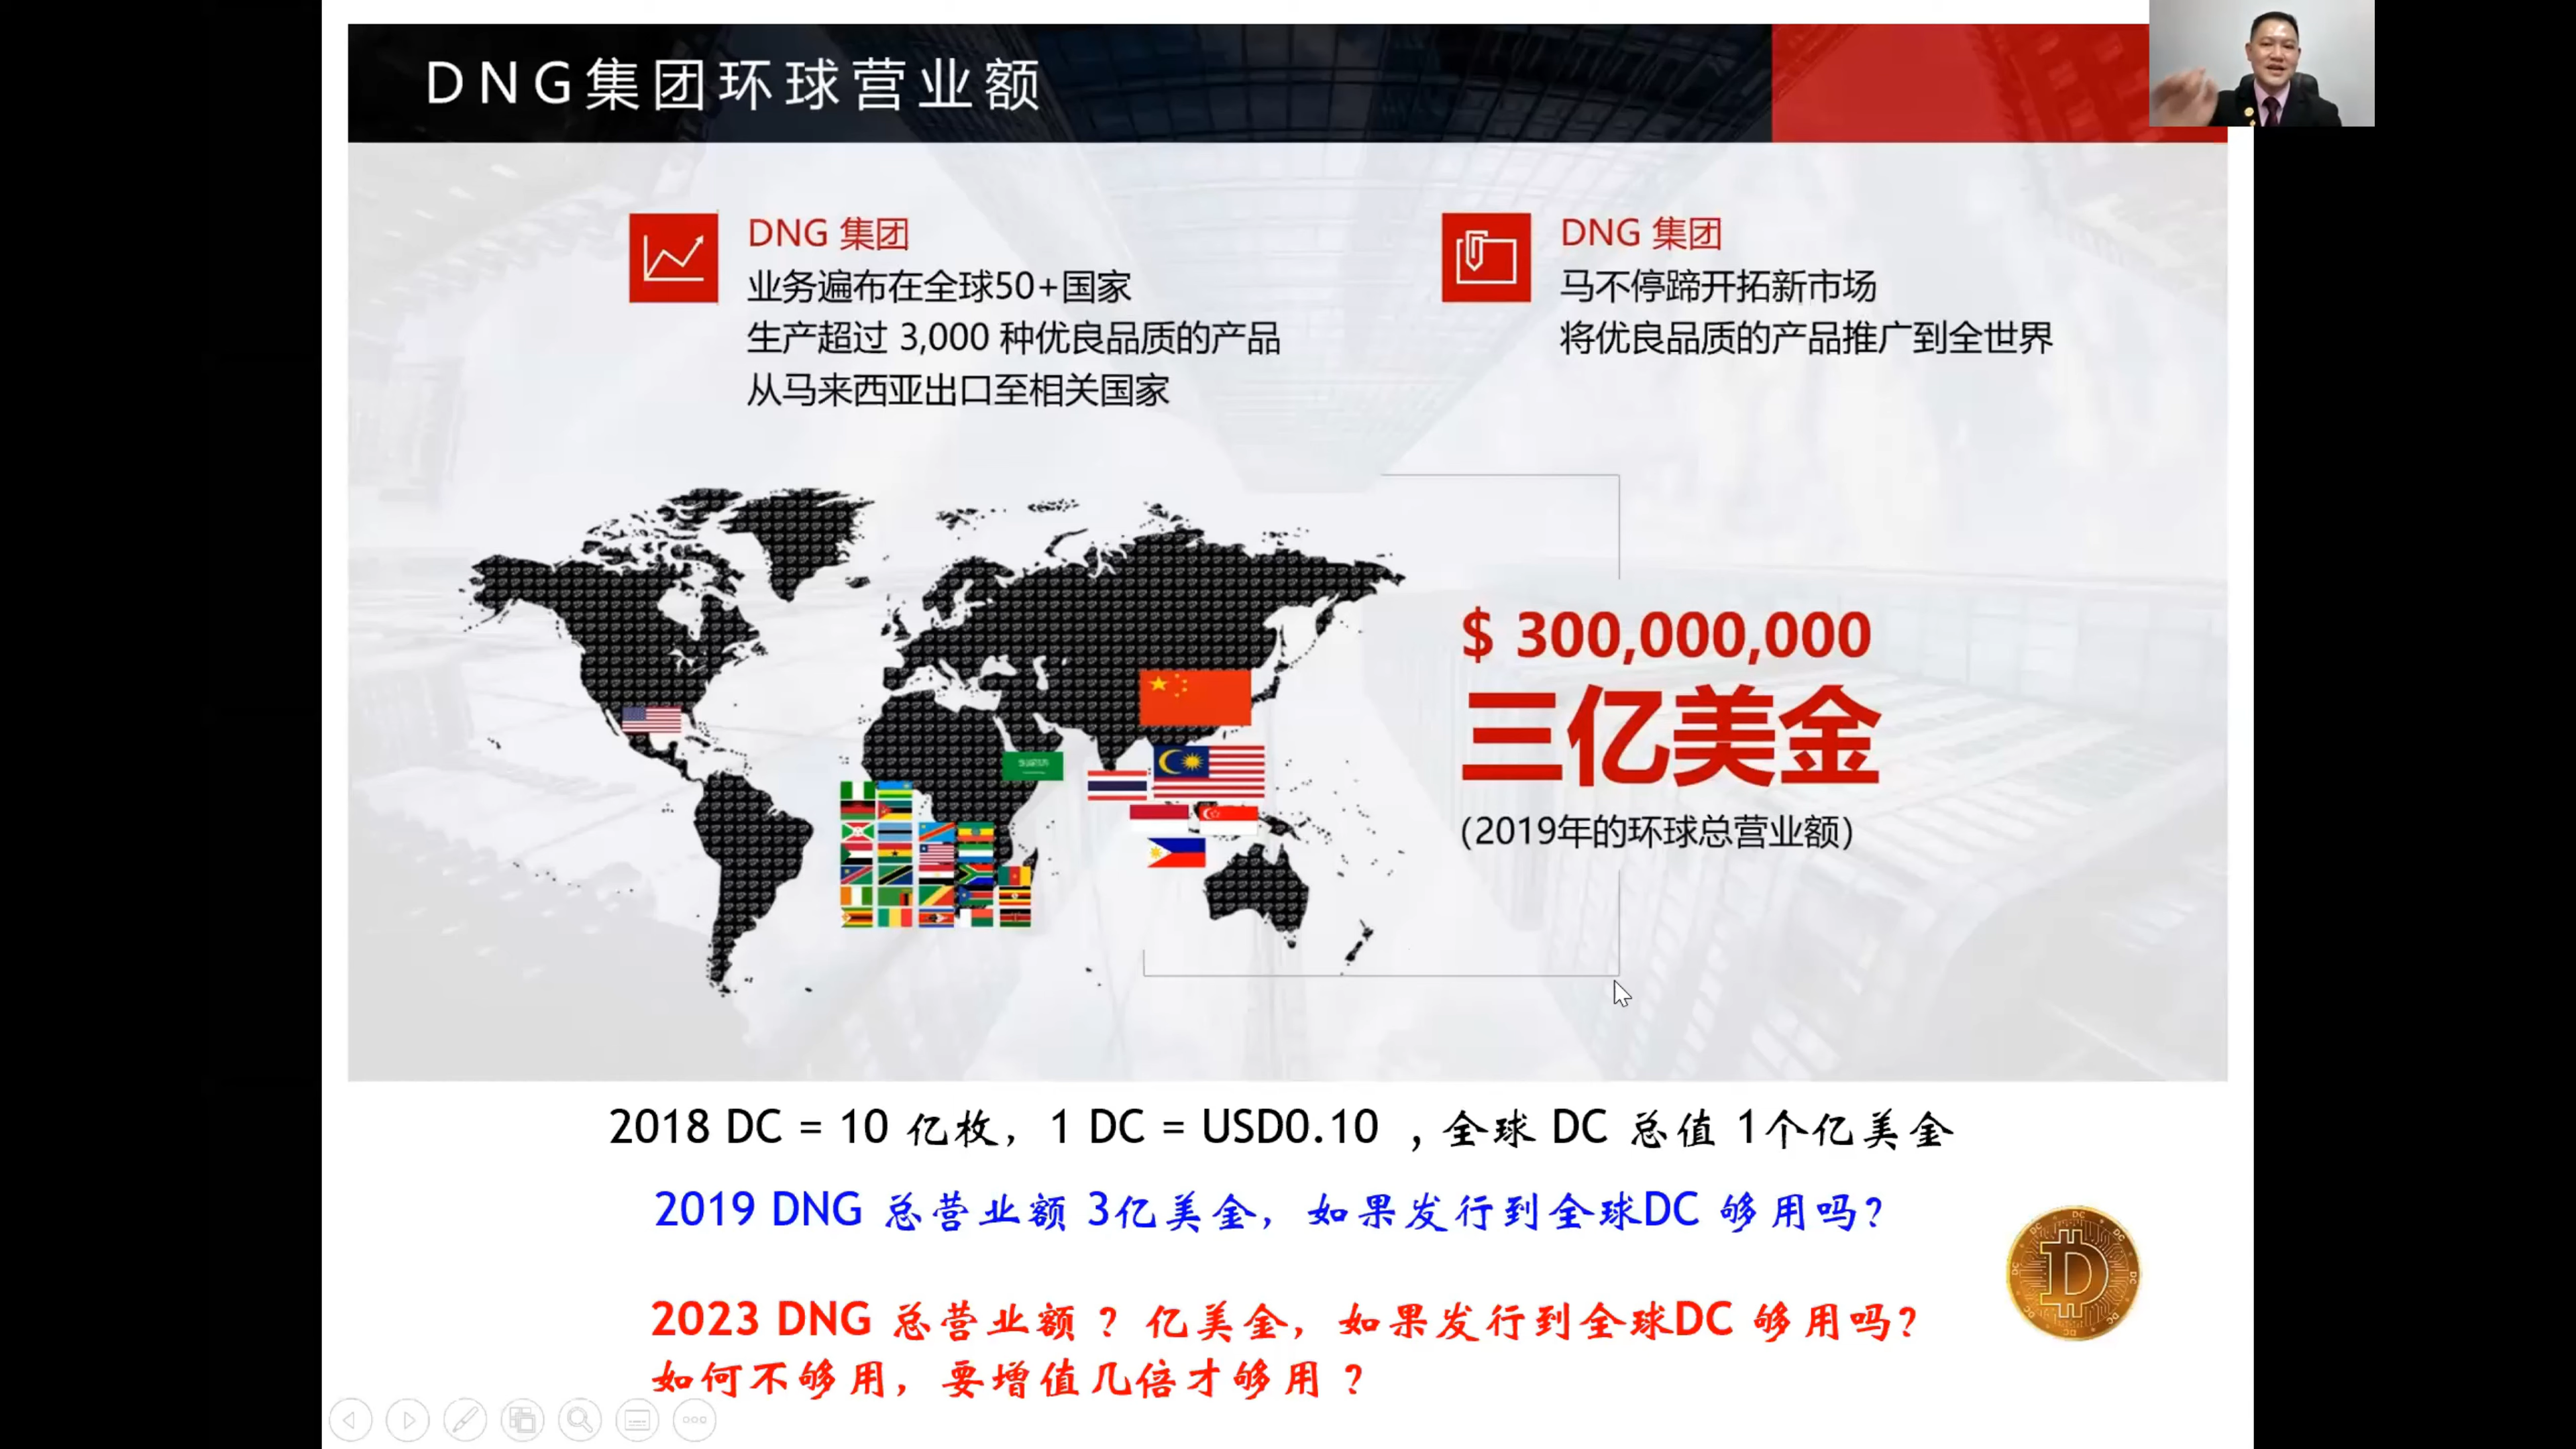 DNG集团环球营业额
DNG 集团
业务遍布在全球50+国家
生产超过 3,000 种优良品质的产品
从马来西亚出口至相关国家
DNG 集团
马不停蹄开拓新市场
将优良品质的产品推广到全世界
$ 300,000,000
三亿美金
(2019年的环球总营业额)
2018 DC = 10 亿枚，1 DC = USD0.10 ，全球 DC 总值 1个亿美金
2019 DNG 总营业额 3亿美金，如果发行到全球DC 够用吗?
2023 DNG 总营业额 ? 亿美金，如果发行到全球DC 够用吗?
如何不够用，要增值几倍才够用 ?